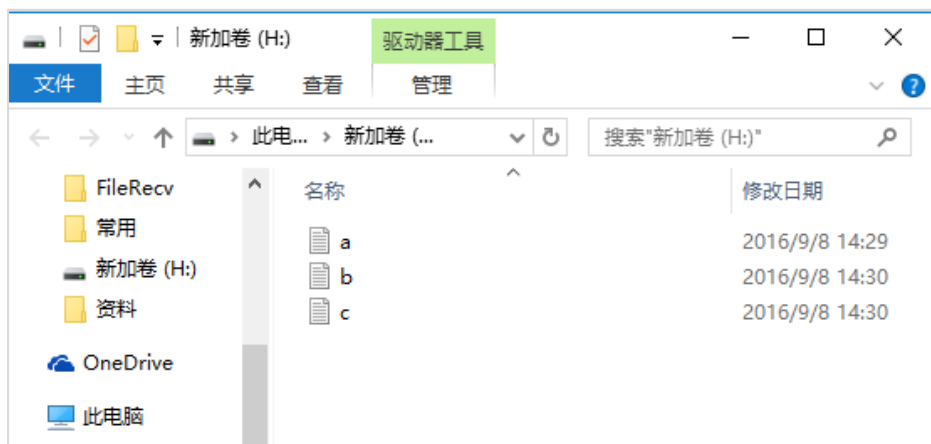 新加卷 (H:) 驱动器工具
文件 主页 共享 查看 管理
此电... 新加卷 (... 搜索"新加卷 (H:)"
FileRecv
常用
新加卷 (H:)
资料
OneDrive
此电脑
名称 修改日期
a 2016/9/8 14:29
b 2016/9/8 14:30
c 2016/9/8 14:30